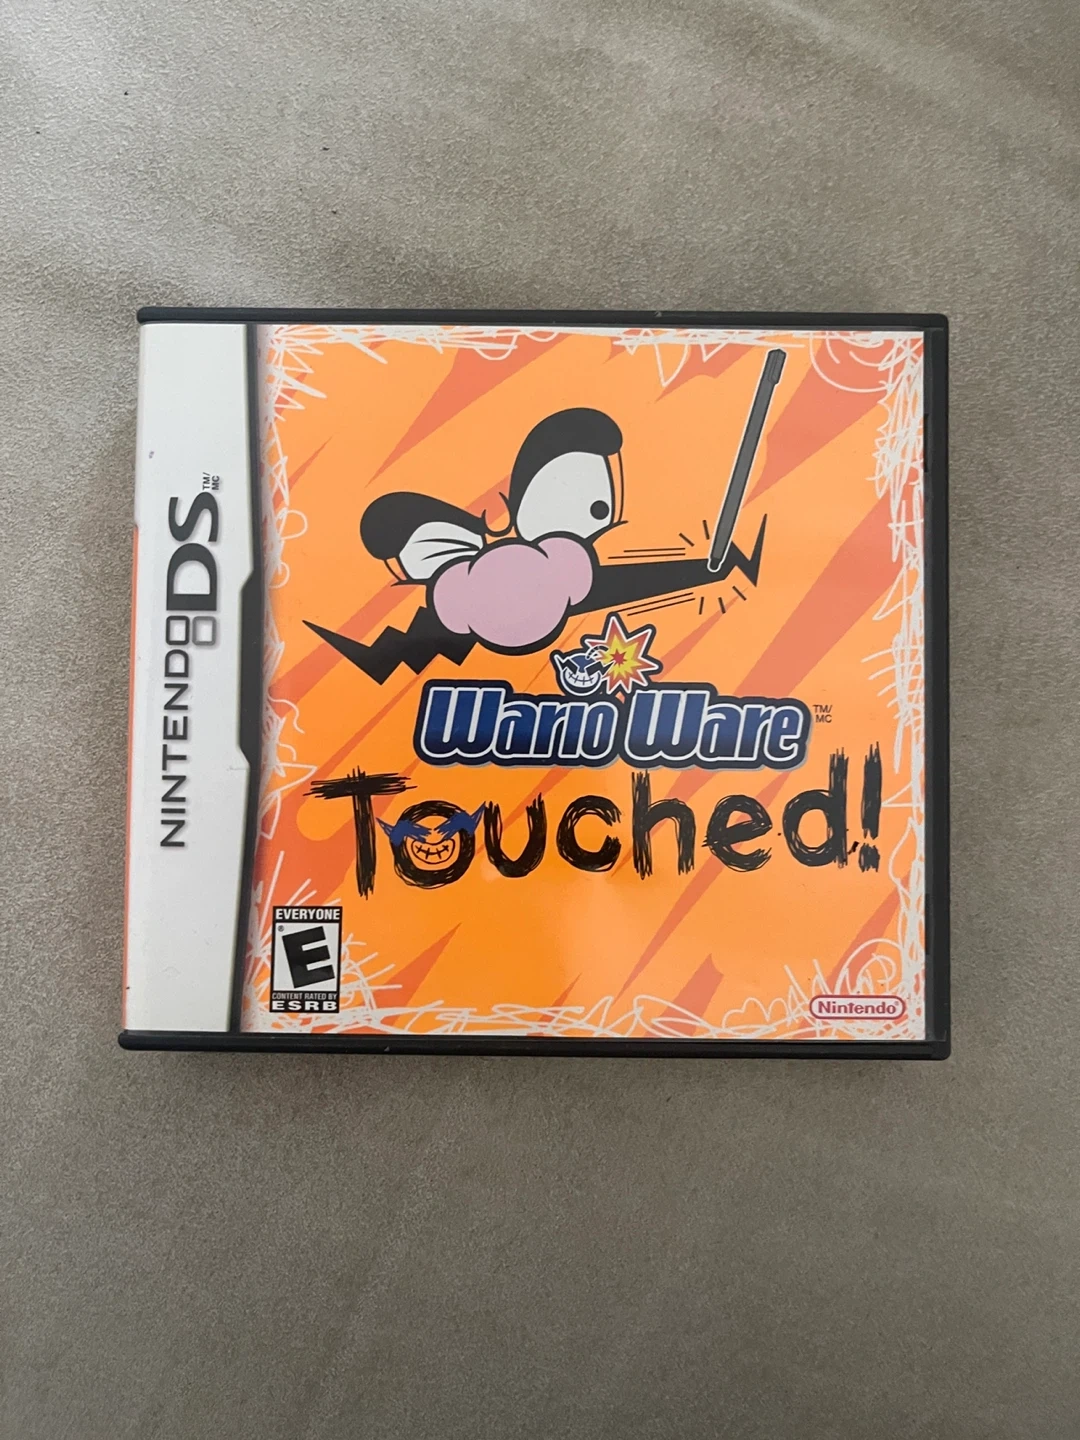 NINTENDO DS TM/MC
Wario Ware TM/MC
Touched!
EVERYONE
E ®
CONTENT RATED BY
ESRB
Nintendo®